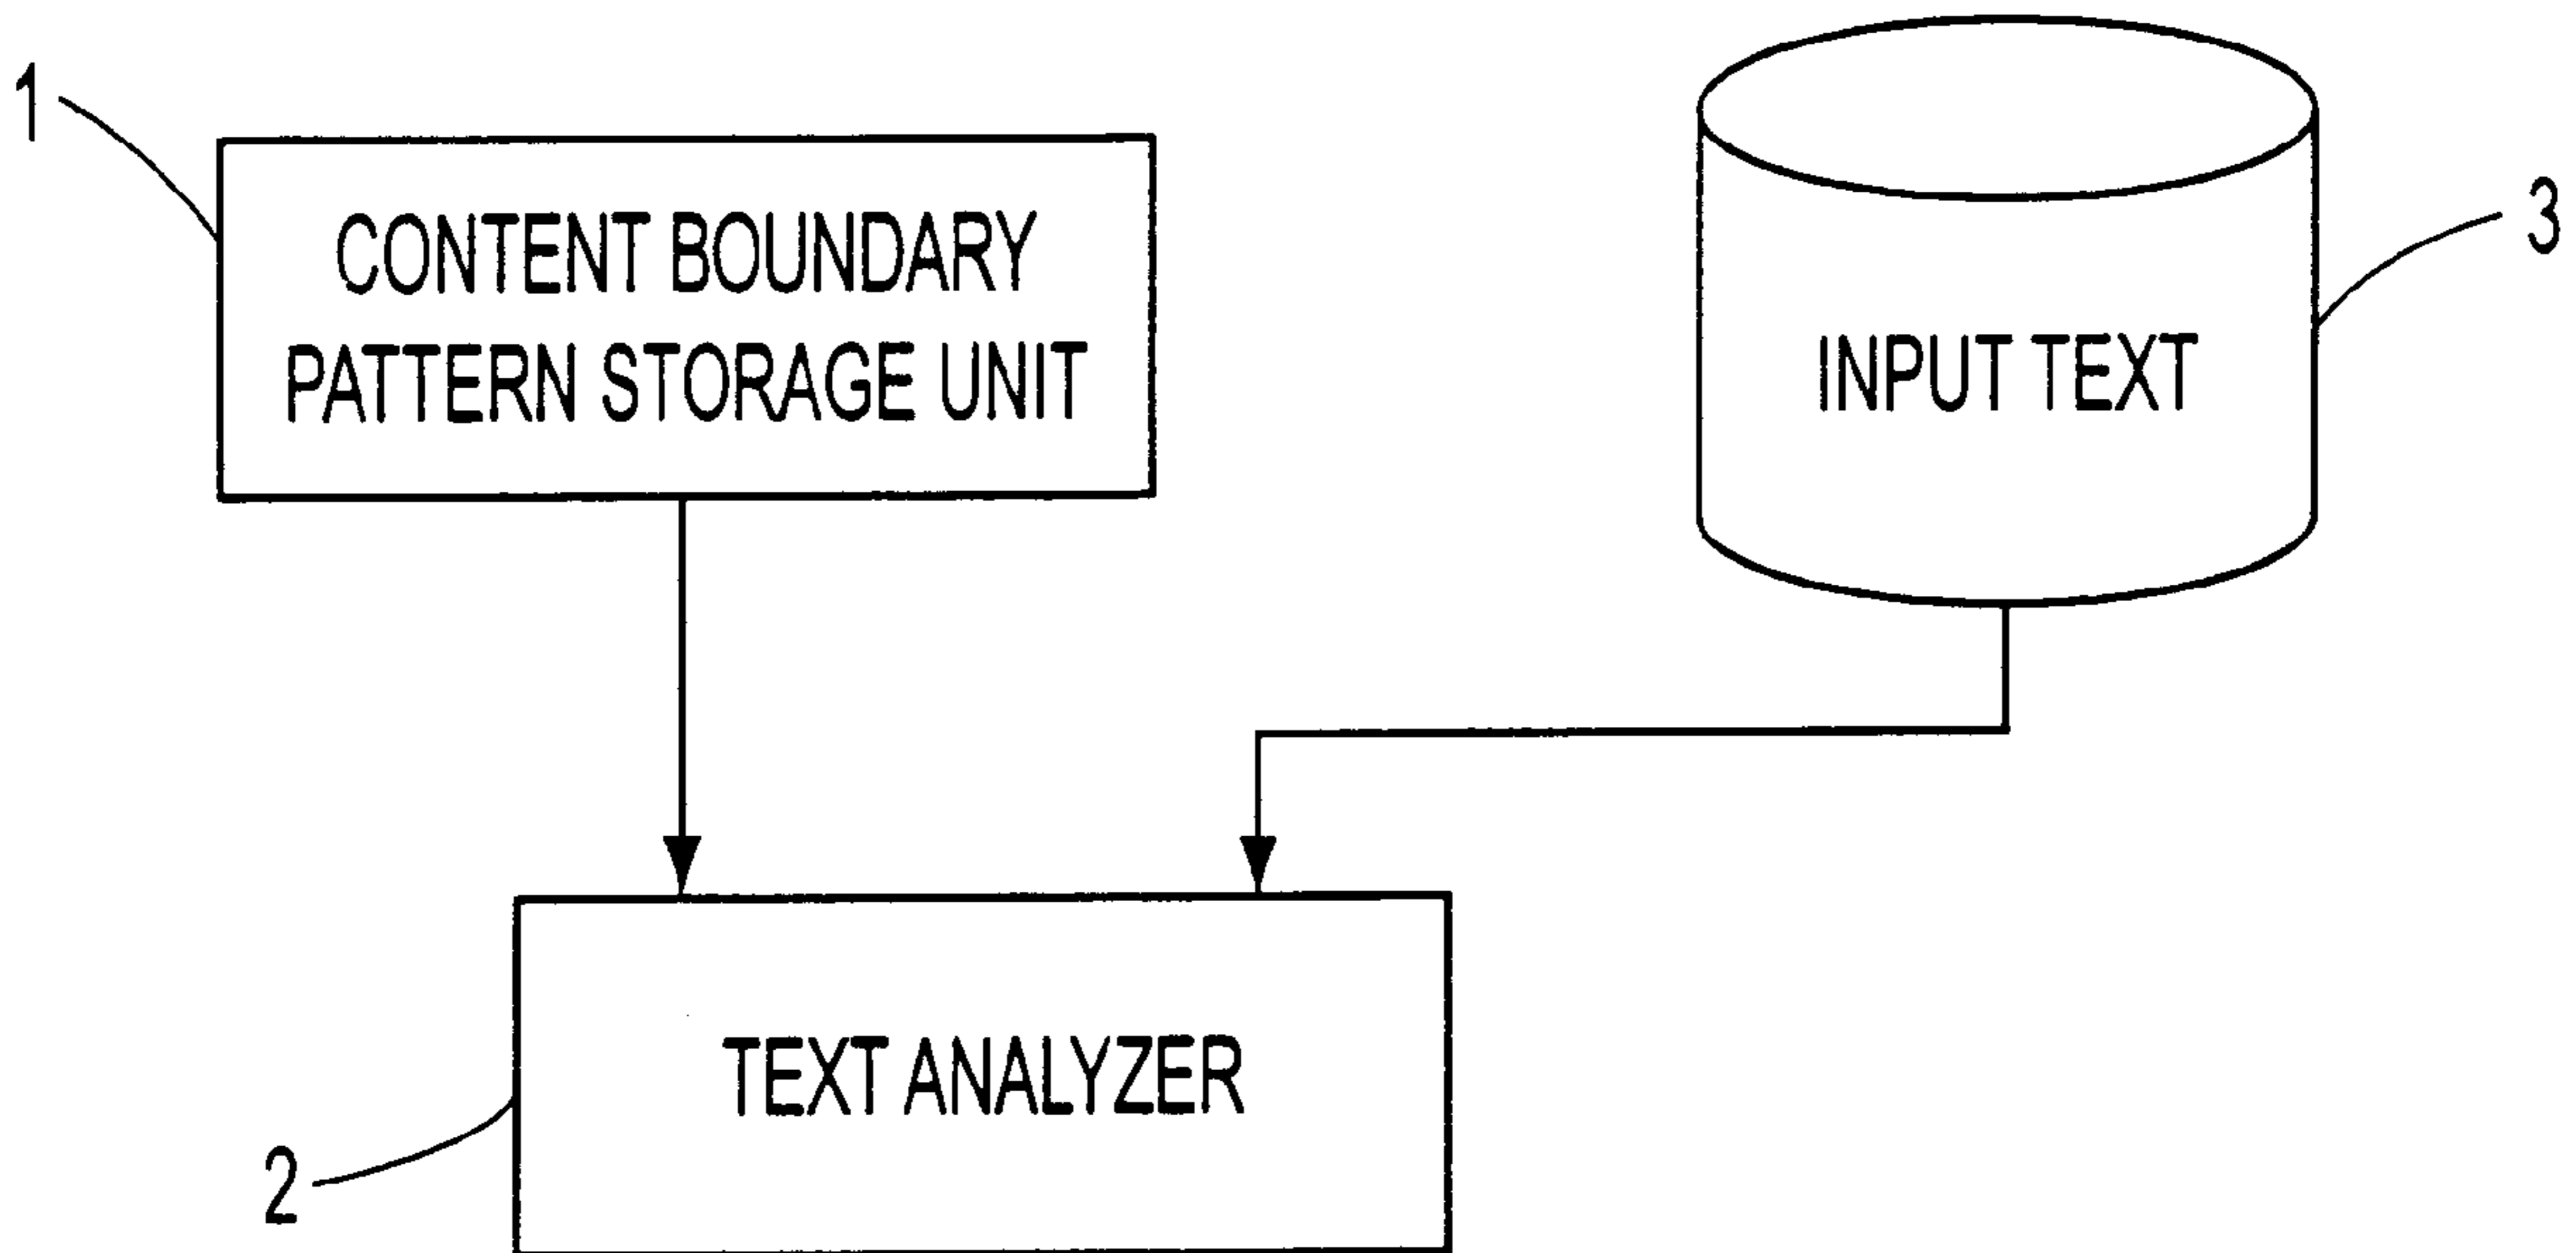 1
CONTENT BOUNDARY
PATTERN STORAGE UNIT
INPUT TEXT
3
TEXT ANALYZER
2